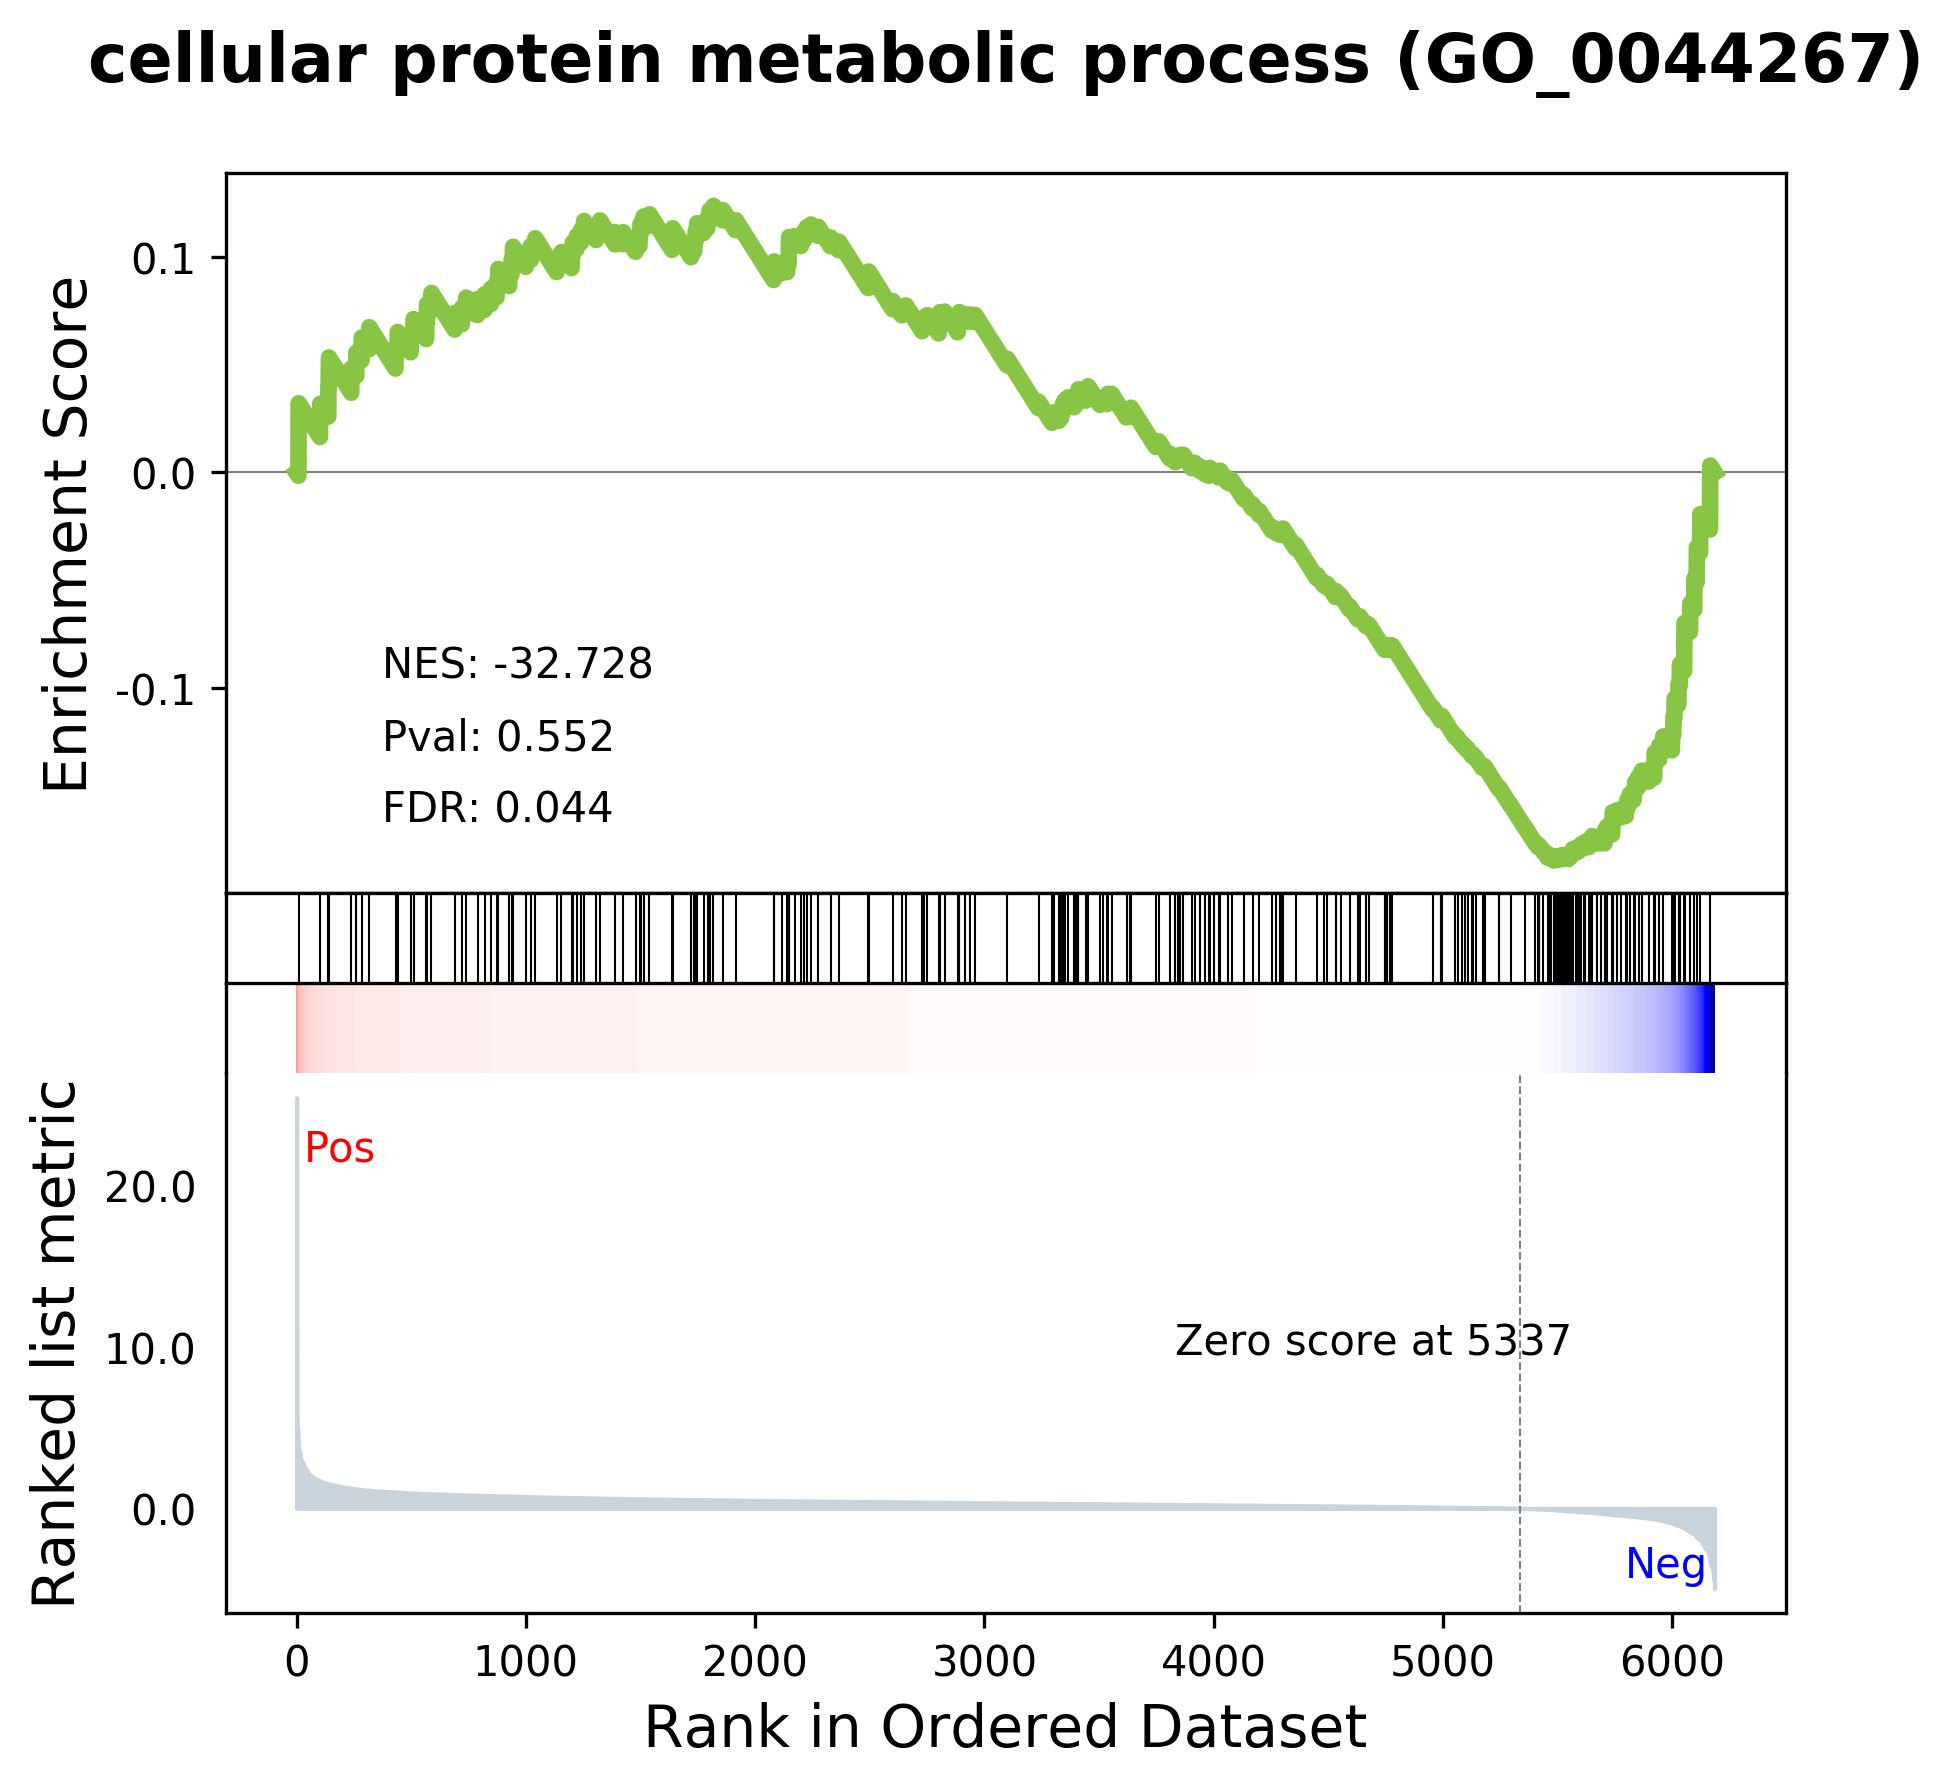 cellular protein metabolic process (GO_0044267)
Enrichment Score
0.1
0.0
-0.1
NES: -32.728
Pval: 0.552
FDR: 0.044
Ranked list metric
Pos
20.0
10.0
0.0
Zero score at 5337
Neg
0 1000 2000 3000 4000 5000 6000
Rank in Ordered Dataset